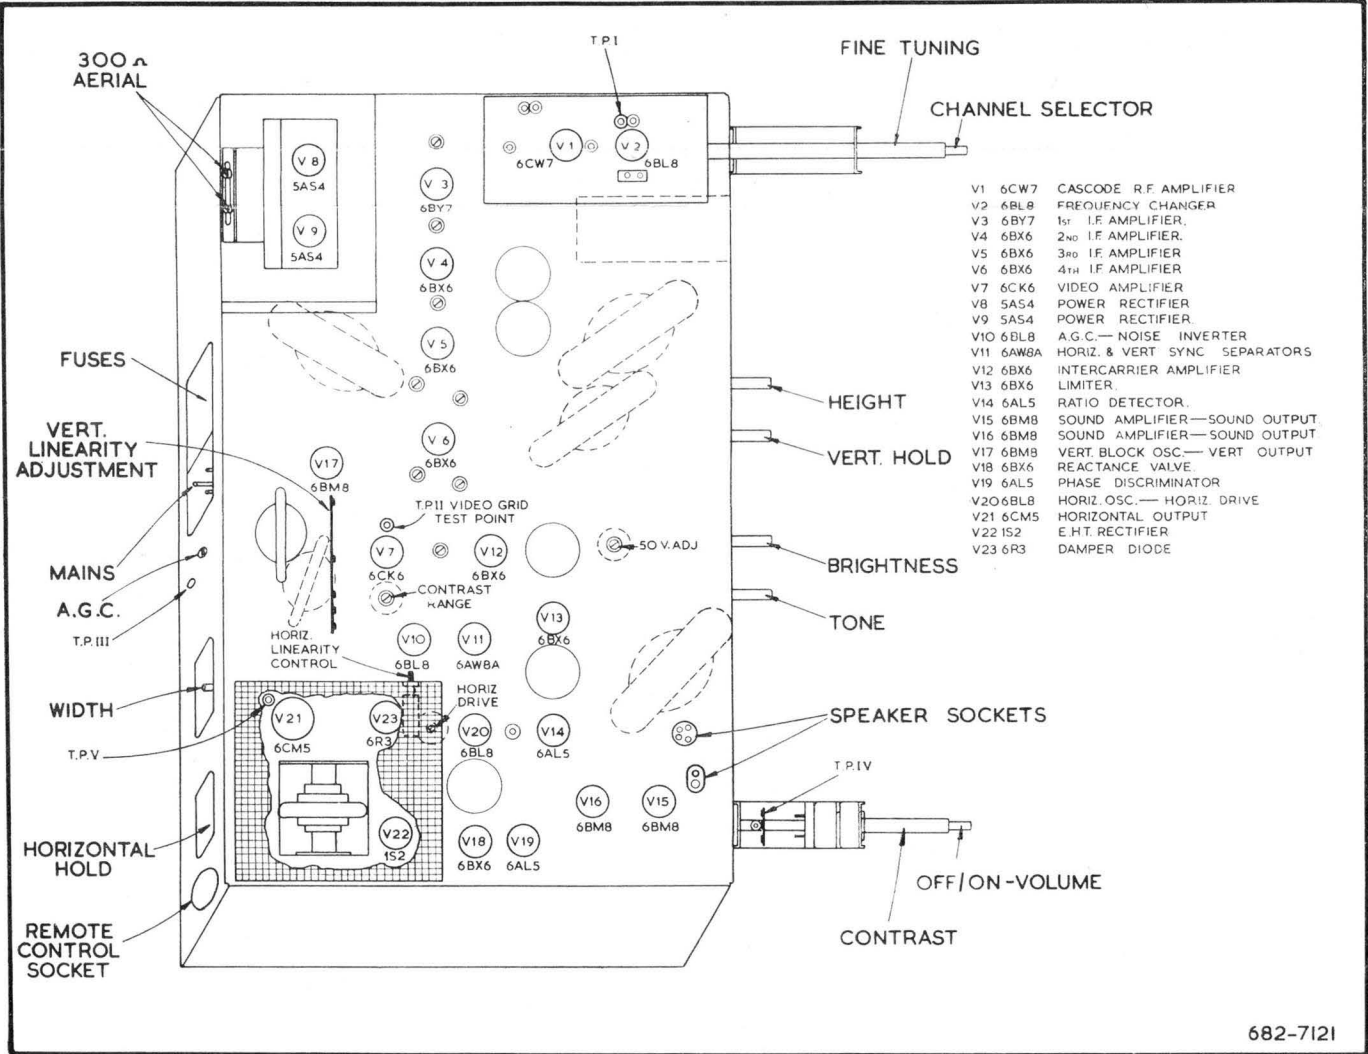 300 Ω
AERIAL
T.P.I
FINE TUNING
CHANNEL SELECTOR
V 1
6CW7
V 2
6BL8
V 8
5AS4
V 9
5AS4
V 3
6BY7
V 4
6BX6
V 5
6BX6
V 6
6BX6
V1 6CW7 CASCODE R.F. AMPLIFIER
V2 6BL8 FREQUENCY CHANGER
V3 6BY7 1ST I.F. AMPLIFIER.
V4 6BX6 2ND I.F. AMPLIFIER.
V5 6BX6 3RD I.F. AMPLIFIER
V6 6BX6 4TH I.F. AMPLIFIER
V7 6CK6 VIDEO AMPLIFIER
V8 5AS4 POWER RECTIFIER
V9 5AS4 POWER RECTIFIER.
V10 6BL8 A.G.C.— NOISE INVERTER
V11 6AW8A HORIZ. & VERT SYNC SEPARATORS
V12 6BX6 INTERCARRIER AMPLIFIER
V13 6BX6 LIMITER.
V14 6AL5 RATIO DETECTOR.
V15 6BM8 SOUND AMPLIFIER—SOUND OUTPUT
V16 6BM8 SOUND AMPLIFIER—SOUND OUTPUT
V17 6BM8 VERT. BLOCK OSC.— VERT OUTPUT
V18 6BX6 REACTANCE VALVE.
V19 6AL5 PHASE DISCRIMINATOR
V20 6BL8 HORIZ. OSC.— HORIZ. DRIVE
V21 6CM5 HORIZONTAL OUTPUT
V22 1S2 E.H.T. RECTIFIER
V23 6R3 DAMPER DIODE
FUSES
VERT.
LINEARITY
ADJUSTMENT
MAINS
A.G.C.
T.P.III
WIDTH
T.P.V
HORIZONTAL
HOLD
REMOTE
CONTROL
SOCKET
V17
6BM8
T.P.II VIDEO GRID
TEST POINT
V 7
6CK6
V12
6BX6
50 V. ADJ
CONTRAST
RANGE
HORIZ.
LINEARITY
CONTROL
V10
6BL8
V11
6AW8A
V13
6BX6
HORIZ
DRIVE
V21
6CM5
V23
6R3
V20
6BL8
V14
6AL5
V22
1S2
V18
6BX6
V19
6AL5
V16
6BM8
V15
6BM8
HEIGHT
VERT. HOLD
BRIGHTNESS
TONE
SPEAKER SOCKETS
T.P.IV
OFF/ON-VOLUME
CONTRAST
682-7121